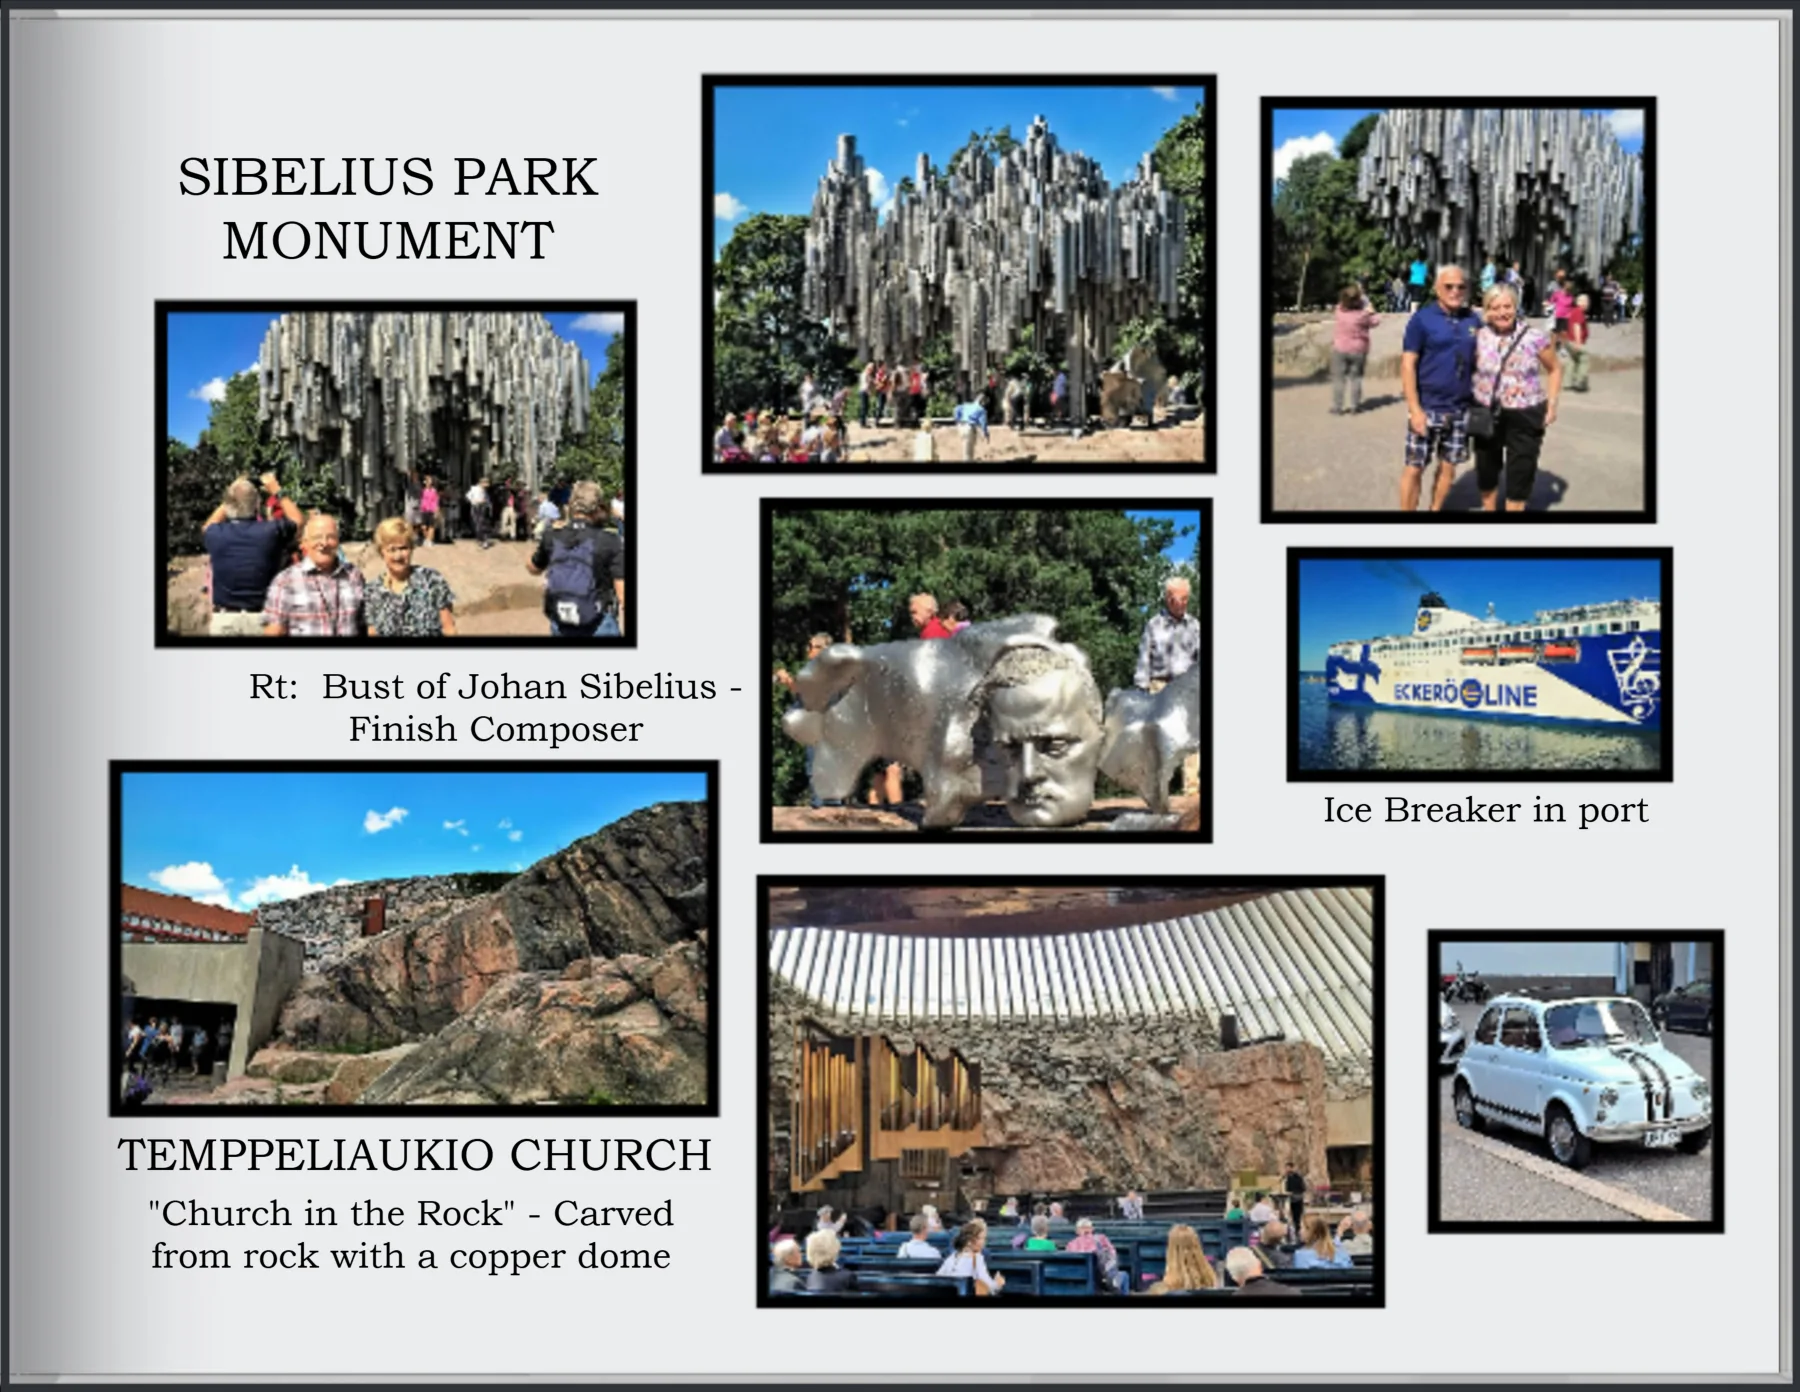 SIBELIUS PARK
MONUMENT
Rt: Bust of Johan Sibelius -
Finish Composer
ECKERÖ LINE
Ice Breaker in port
TEMPPELIAUKIO CHURCH
"Church in the Rock" - Carved
from rock with a copper dome